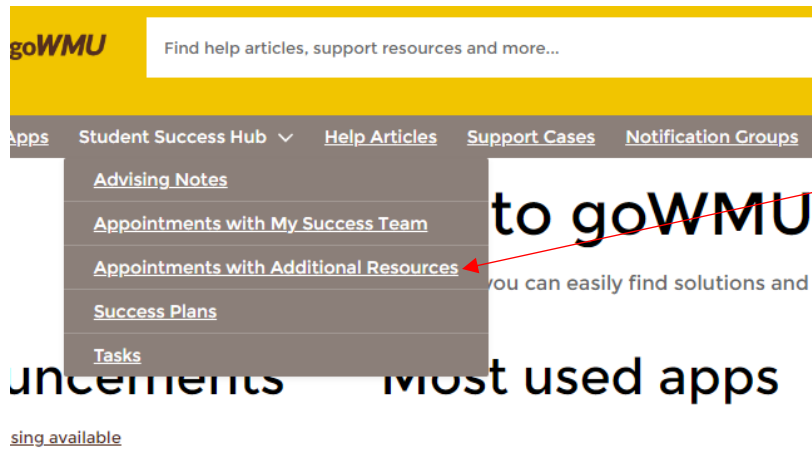 goWMU
Find help articles, support resources and more...
Apps Student Success Hub Help Articles Support Cases Notification Groups
Advising Notes
Appointments with My Success Team
to goWMU
Appointments with Additional Resources
you can easily find solutions and
Success Plans
Tasks
uncements Most used apps
sing available